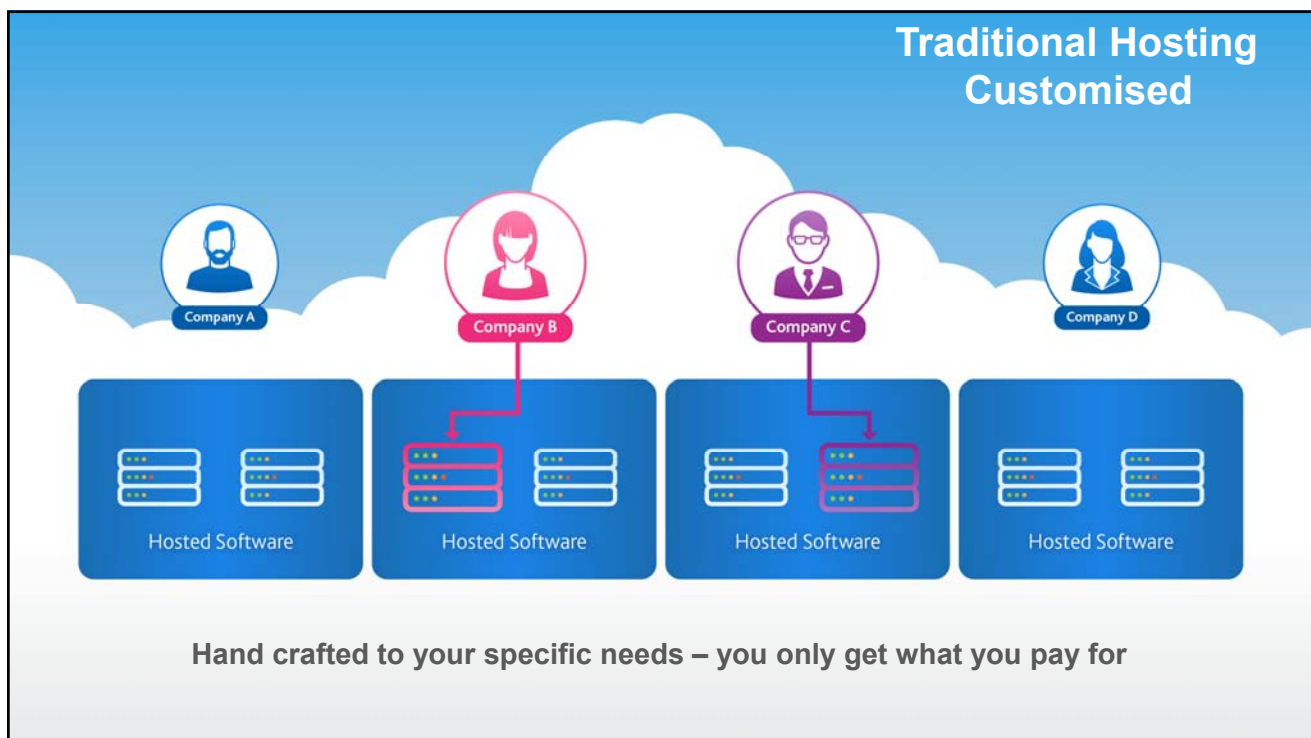 Traditional Hosting
Customised
Company A
Company B
Company C
Company D
Hosted Software
Hosted Software
Hosted Software
Hosted Software
Hand crafted to your specific needs – you only get what you pay for